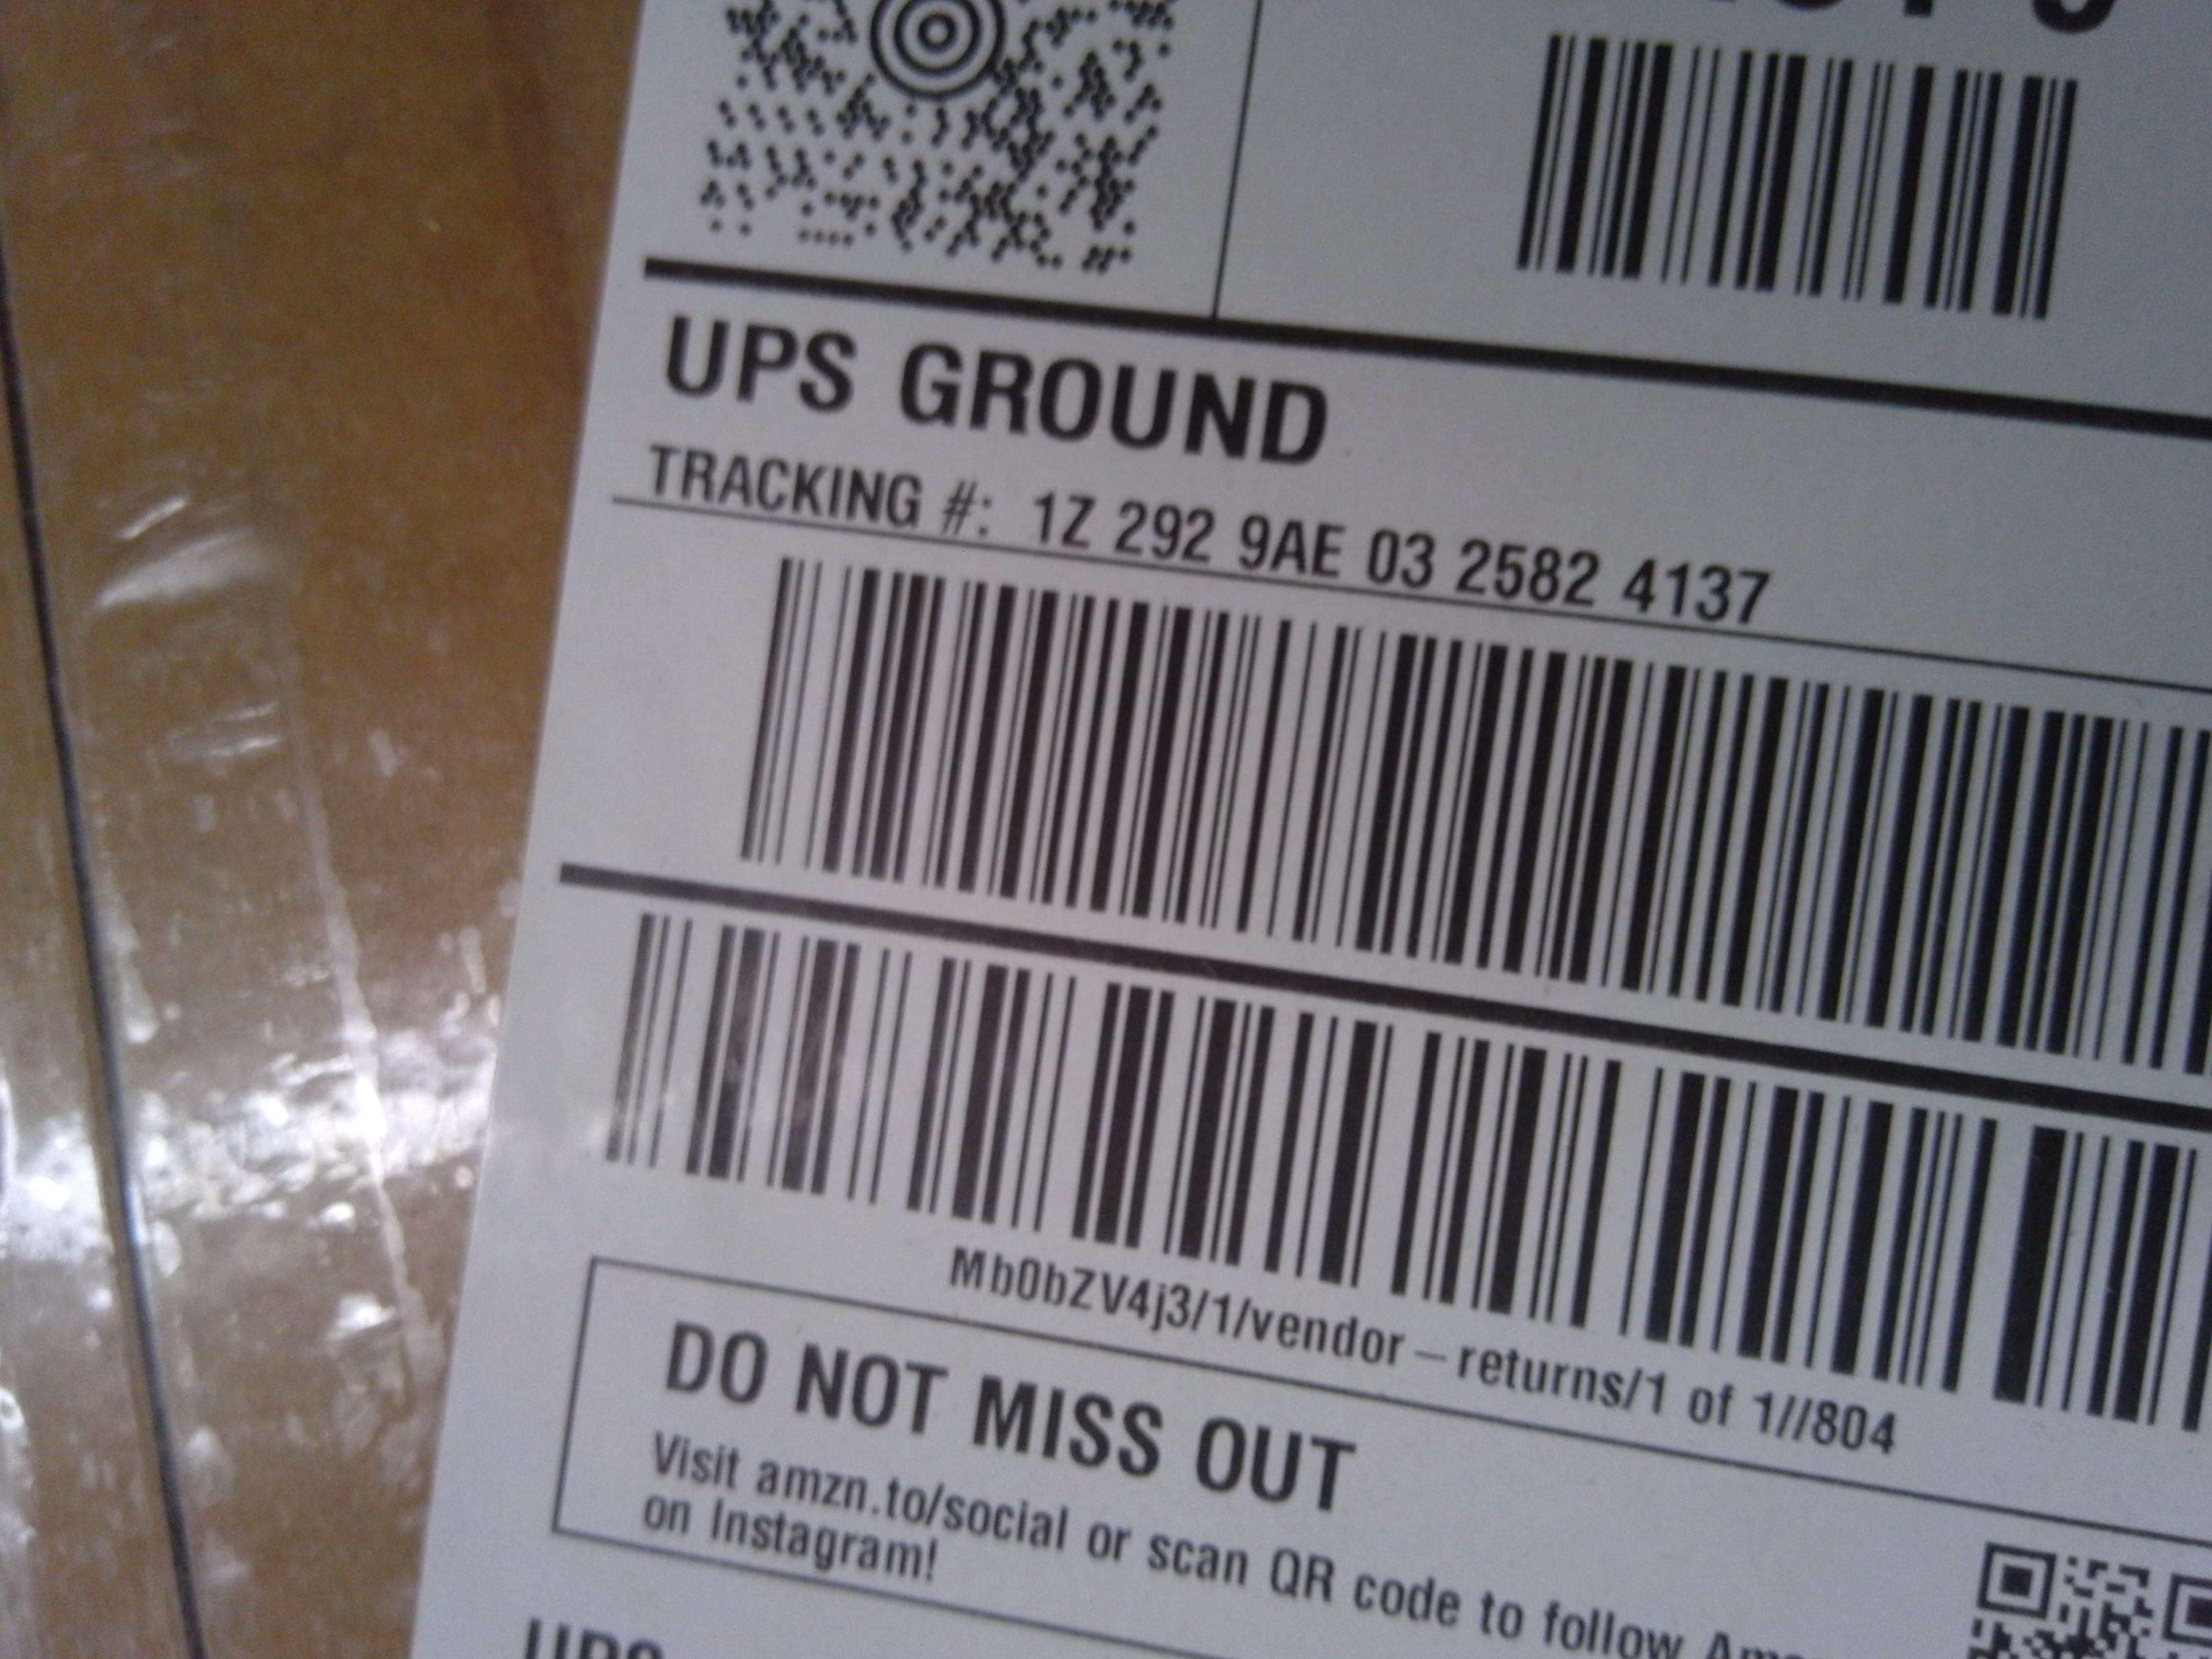 UPS GROUND
TRACKING #: 1Z 292 9AE 03 2582 4137
Mb0bZV4j3/1/vendor – returns/1 of 1//804
DO NOT MISS OUT
Visit amzn.to/social or scan QR code to follow
on Instagram!
UPS